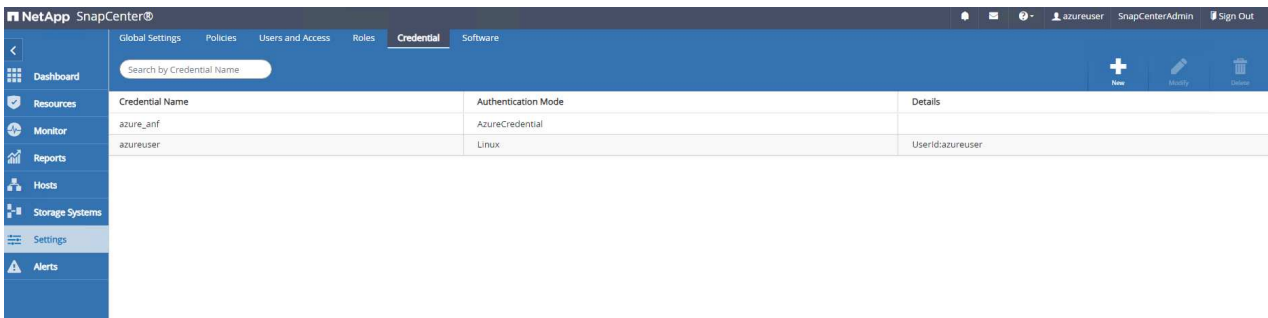 NetApp SnapCenter® azureuser SnapCenterAdmin Sign Out
Global Settings Policies Users and Access Roles Credential Software
Search by Credential Name
New Modify Delete
Dashboard
Resources
Monitor
Reports
Hosts
Storage Systems
Settings
Alerts
Credential Name Authentication Mode Details
azure_anf AzureCredential
azureuser Linux UserId:azureuser